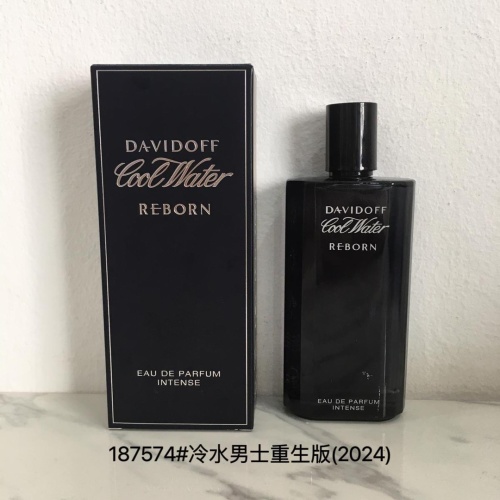 DAVIDOFF
Cool Water
REBORN
EAU DE PARFUM
INTENSE
DAVIDOFF
Cool Water
REBORN
EAU DE PARFUM
INTENSE
187574#冷水男士重生版(2024)